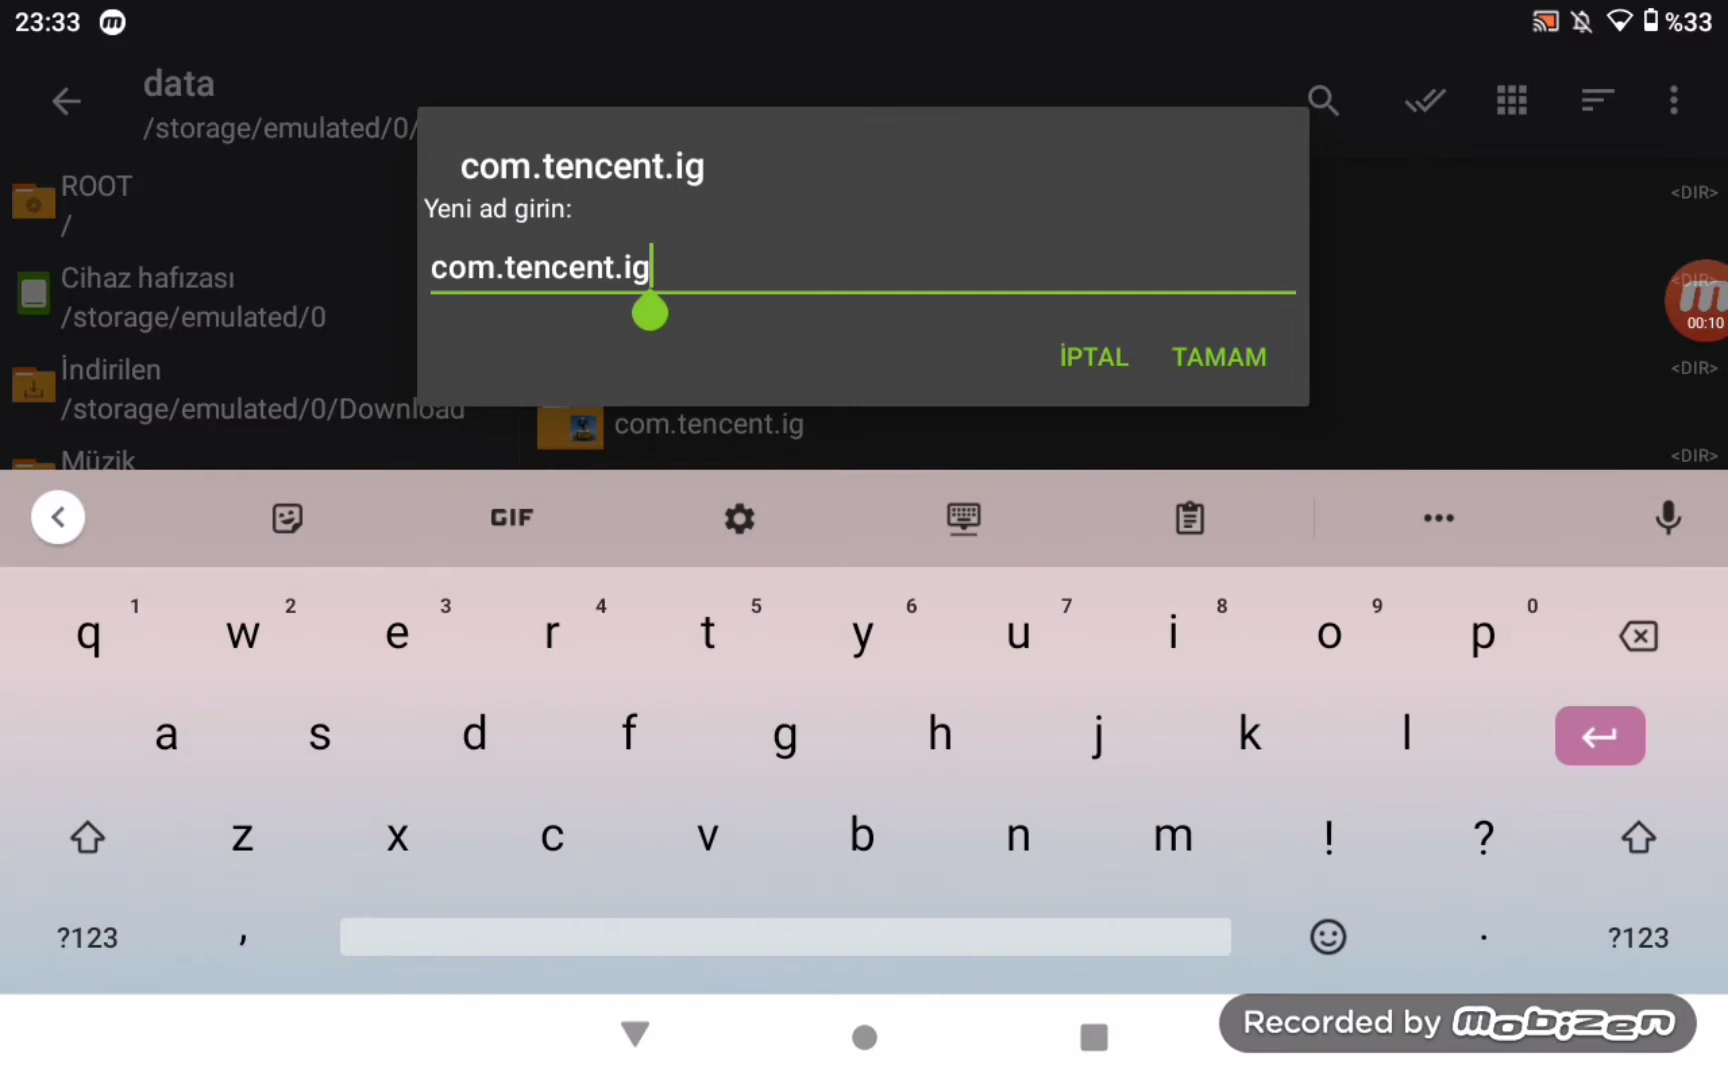 23:33 m %33
data
/storage/emulated/0/
com.tencent.ig
Yeni ad girin:
com.tencent.ig
İPTAL TAMAM
ROOT
/
<DIR>
Cihaz hafızası
/storage/emulated/0
<DIR>
m
00:10
İndirilen
/storage/emulated/0/Download
<DIR>
com.tencent.ig
Müzik
<DIR>
GIF
1 2 3 4 5 6 7 8 9 0
q w e r t y u i o p
a s d f g h j k l
z x c v b n m ! ?
?123 , . ?123
Recorded by mobizen